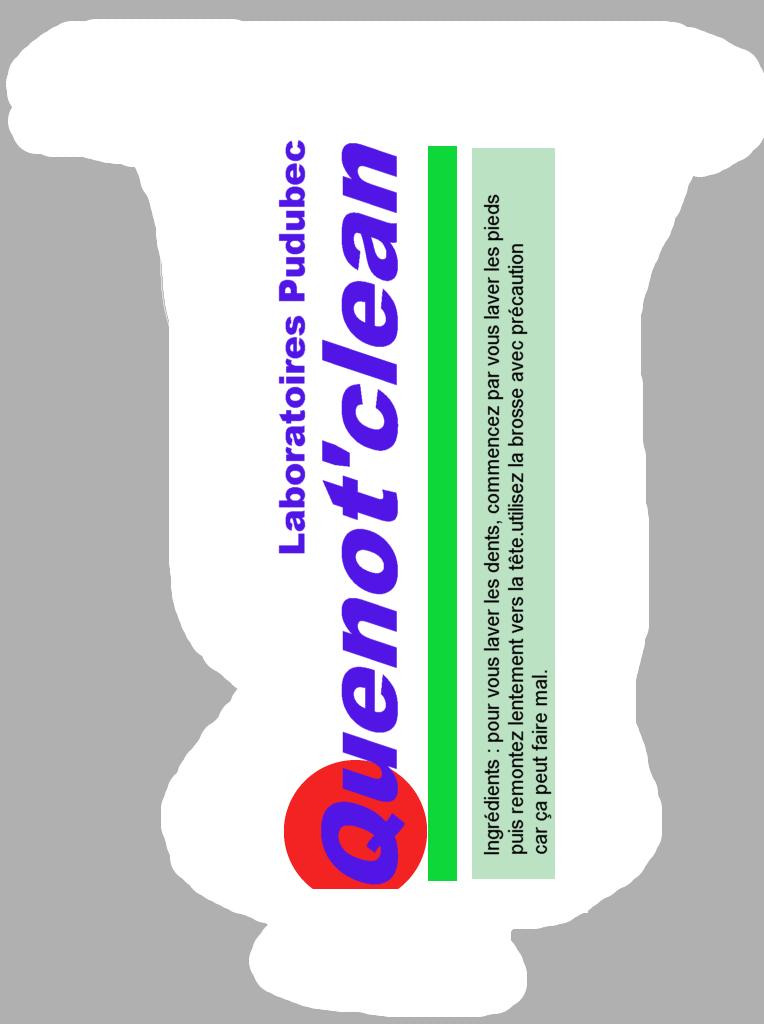 Laboratoires Pudubec
Quenot'clean
Ingrédients : pour vous laver les dents, commencez par vous laver les pieds
puis remontez lentement vers la tête.utilisez la brosse avec précaution
car ça peut faire mal.